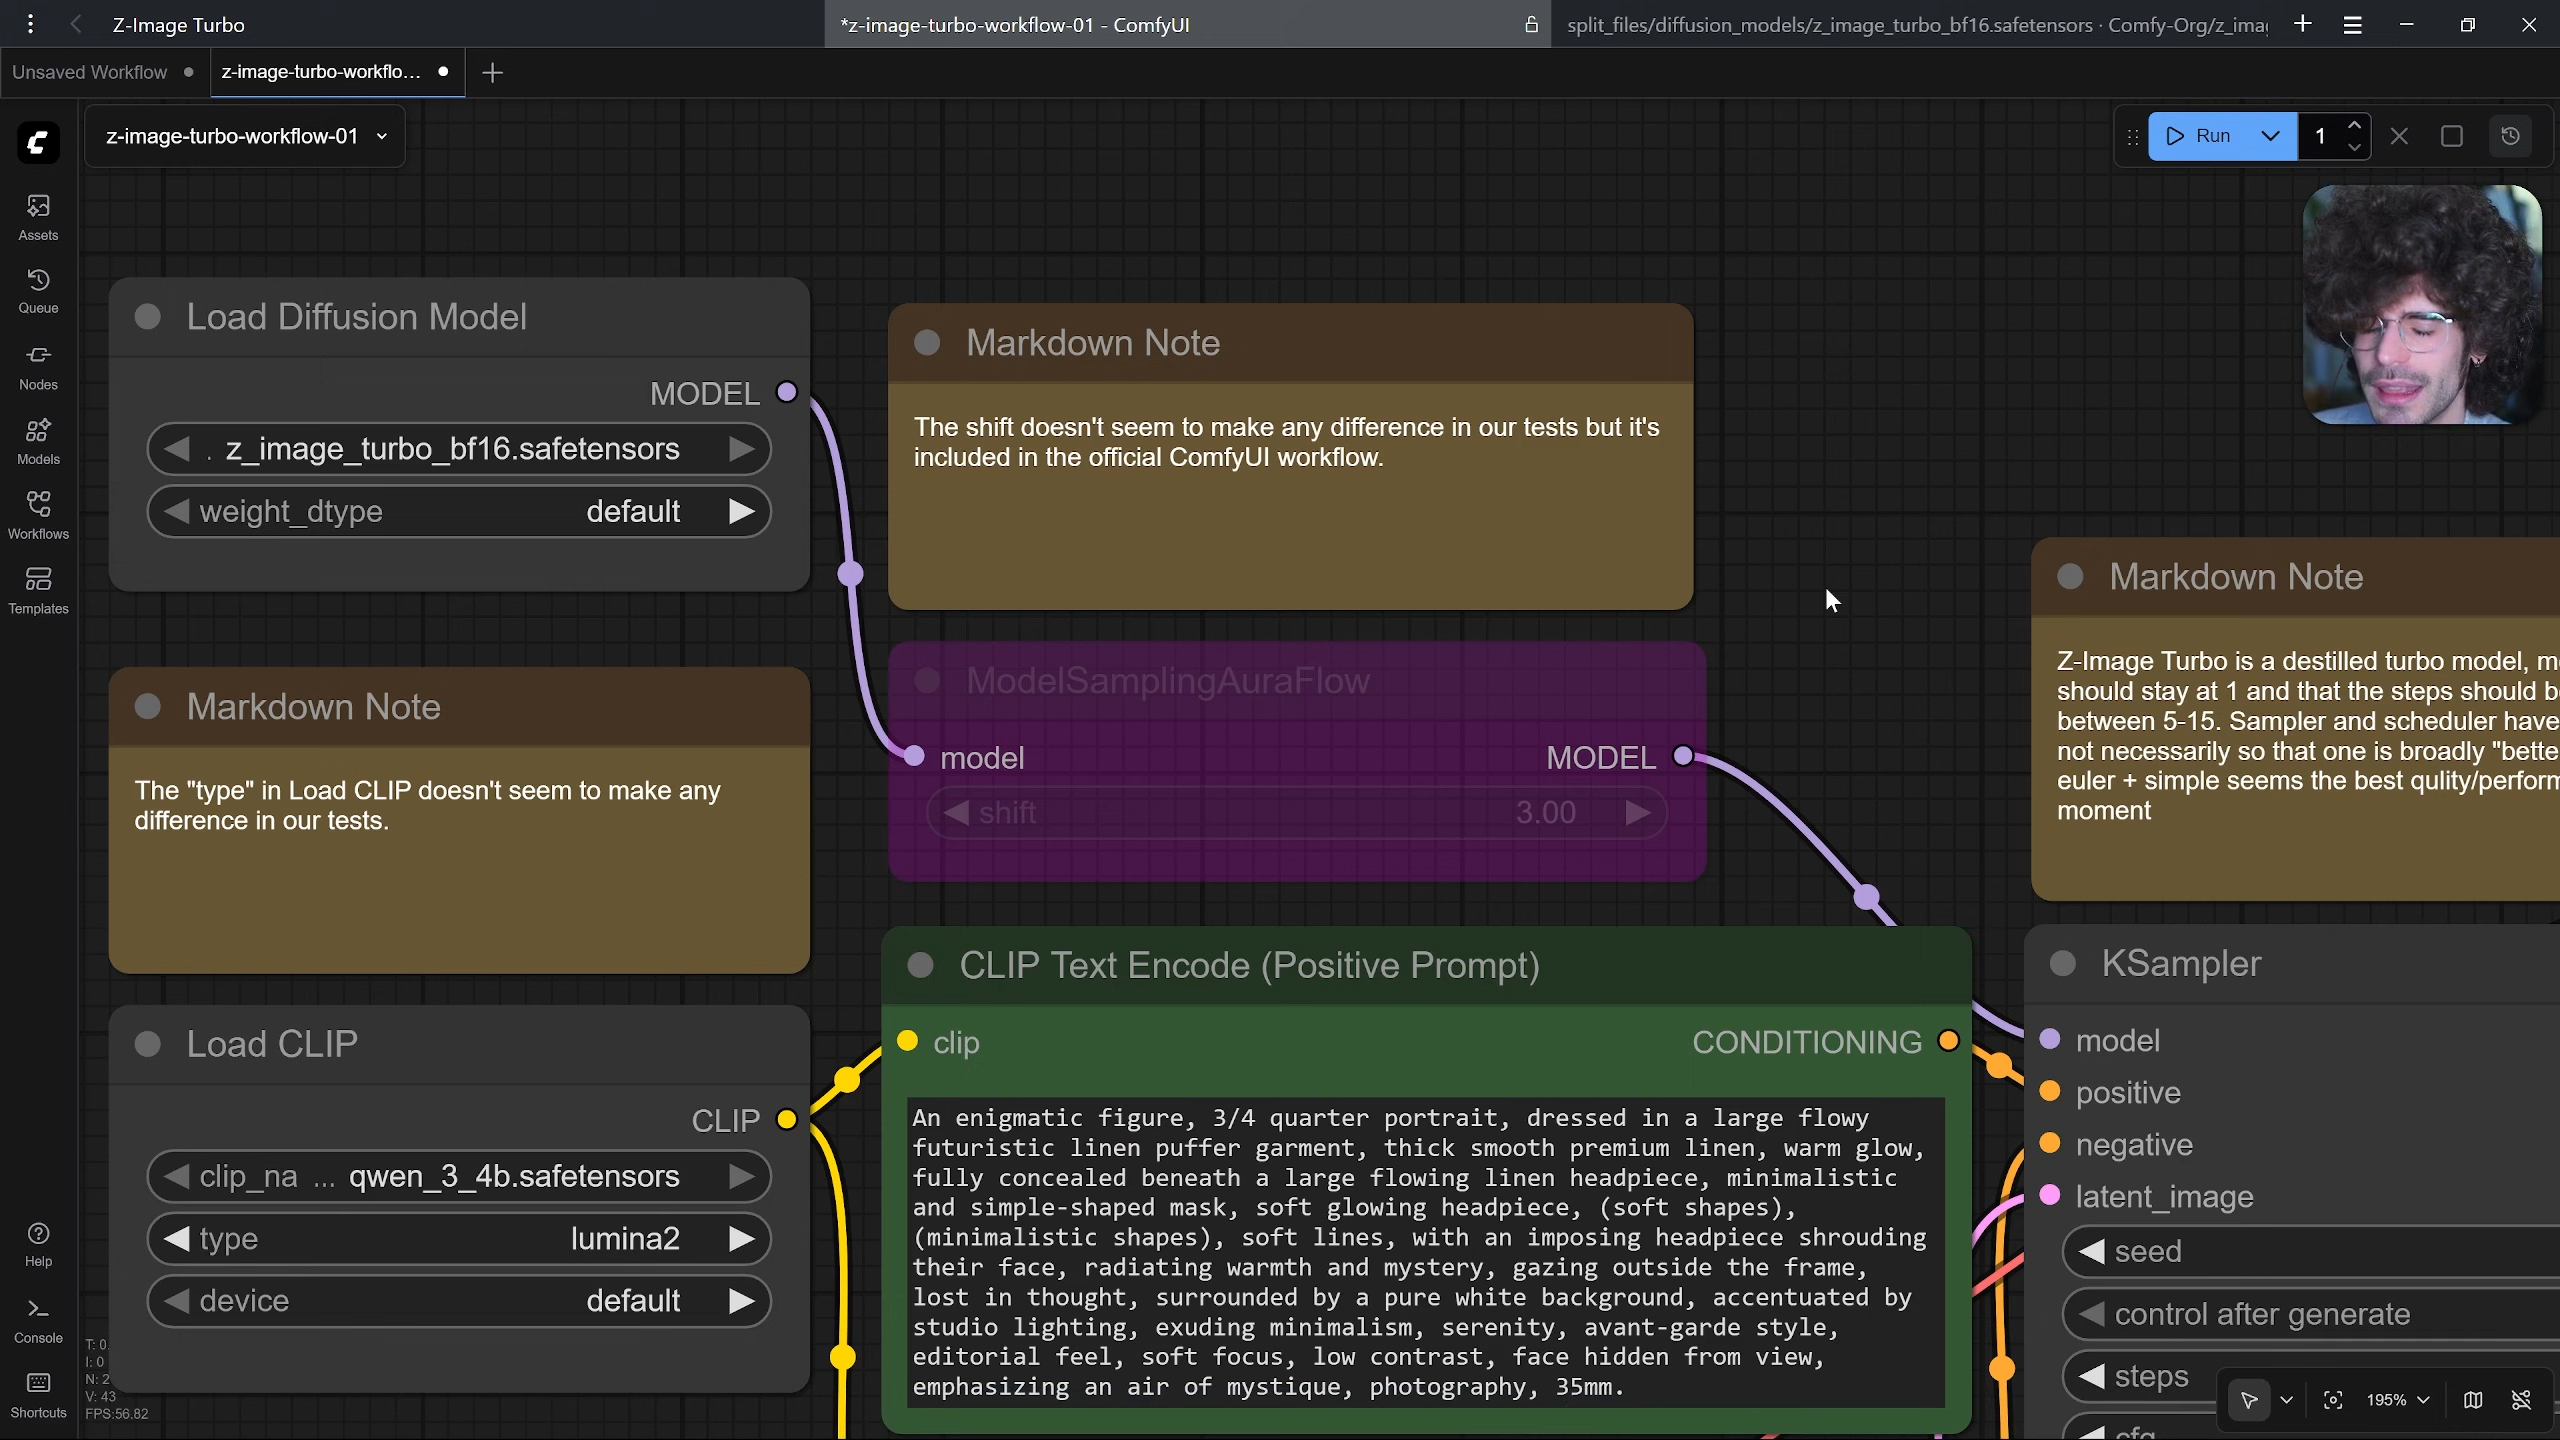 Z-Image Turbo
*z-image-turbo-workflow-01 - ComfyUI
split_files/diffusion_models/z_image_turbo_bf16.safetensors · Comfy-Org/z_imag
Unsaved Workflow
z-image-turbo-workflo...
z-image-turbo-workflow-01
Run
1
Assets
Queue
Nodes
Models
Workflows
Templates
Help
Console
Shortcuts
Load Diffusion Model
MODEL
z_image_turbo_bf16.safetensors
weight_dtype default
Markdown Note
The shift doesn't seem to make any difference in our tests but it's
included in the official ComfyUI workflow.
Markdown Note
The "type" in Load CLIP doesn't seem to make any
difference in our tests.
ModelSamplingAuraFlow
model MODEL
shift 3.00
Markdown Note
Z-Image Turbo is a destilled turbo model, m
should stay at 1 and that the steps should b
between 5-15. Sampler and scheduler have
not necessarily so that one is broadly "bette
euler + simple seems the best qulity/perform
moment
Load CLIP
CLIP
clip_na ... qwen_3_4b.safetensors
type lumina2
device default
CLIP Text Encode (Positive Prompt)
clip CONDITIONING
An enigmatic figure, 3/4 quarter portrait, dressed in a large flowy
futuristic linen puffer garment, thick smooth premium linen, warm glow,
fully concealed beneath a large flowing linen headpiece, minimalistic
and simple-shaped mask, soft glowing headpiece, (soft shapes),
(minimalistic shapes), soft lines, with an imposing headpiece shrouding
their face, radiating warmth and mystery, gazing outside the frame,
lost in thought, surrounded by a pure white background, accentuated by
studio lighting, exuding minimalism, serenity, avant-garde style,
editorial feel, soft focus, low contrast, face hidden from view,
emphasizing an air of mystique, photography, 35mm.
KSampler
model
positive
negative
latent_image
seed
control after generate
steps
cfg
T: 0.
I: 0
N: 2
V: 43
FPS:56.82
195%